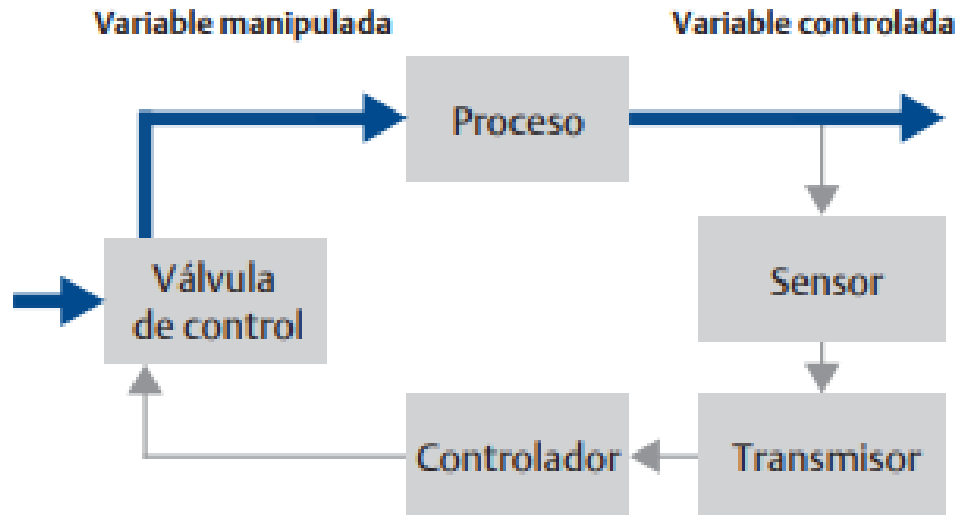 Variable manipulada
Variable controlada
Proceso
Válvula
de control
Sensor
Controlador
Transmisor